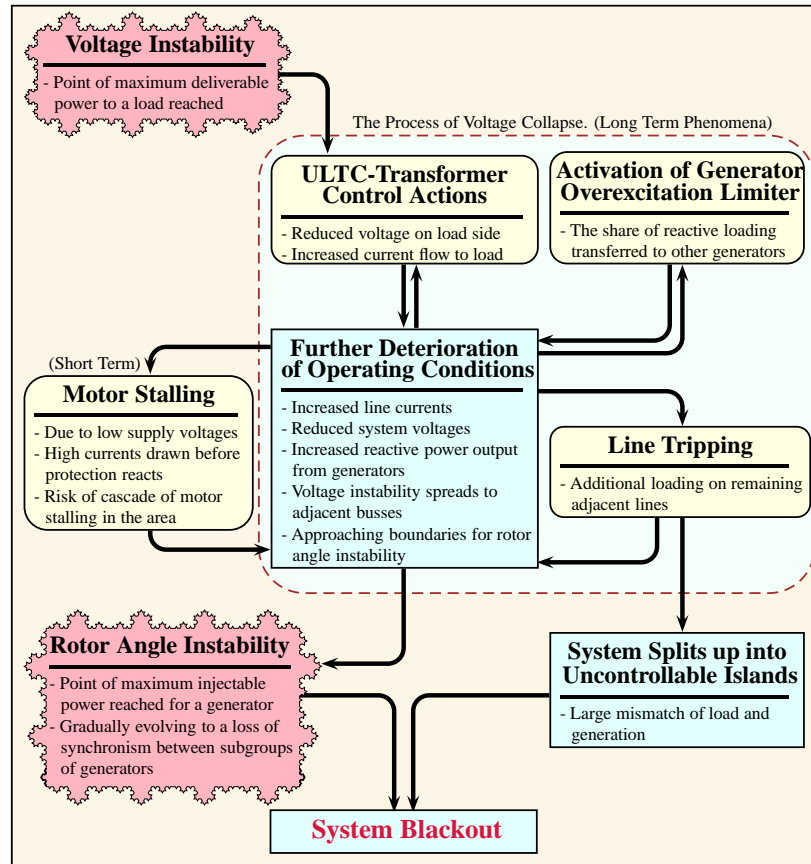 Voltage Instability
- Point of maximum deliverable
power to a load reached
The Process of Voltage Collapse. (Long Term Phenomena)
ULTC-Transformer
Control Actions
- Reduced voltage on load side
- Increased current flow to load
Activation of Generator
Overexcitation Limiter
- The share of reactive loading
transferred to other generators
(Short Term)
Motor Stalling
- Due to low supply voltages
- High currents drawn before
protection reacts
- Risk of cascade of motor
stalling in the area
Further Deterioration
of Operating Conditions
- Increased line currents
- Reduced system voltages
- Increased reactive power output
from generators
- Voltage instability spreads to
adjacent busses
- Approaching boundaries for rotor
angle instability
Line Tripping
- Additional loading on remaining
adjacent lines
Rotor Angle Instability
- Point of maximum injectable
power reached for a generator
- Gradually evolving to a loss of
synchronism between subgroups
of generators
System Splits up into
Uncontrollable Islands
- Large mismatch of load and
generation
System Blackout